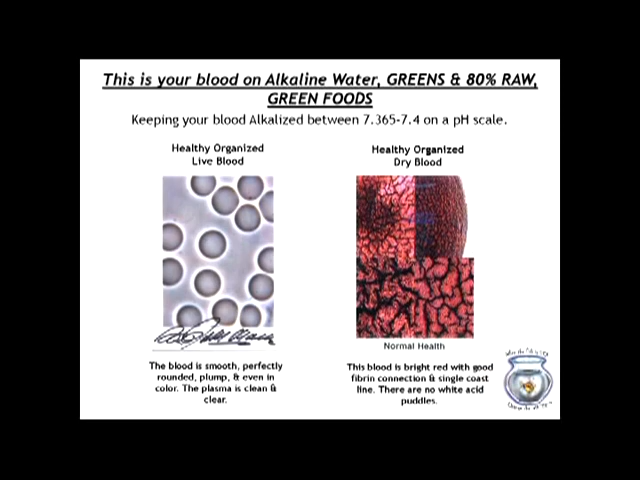 This is your blood on Alkaline Water, GREENS & 80% RAW,
GREEN FOODS
Keeping your blood Alkalized between 7.365-7.4 on a pH scale.
Healthy Organized
Live Blood
Healthy Organized
Dry Blood
Normal Health
The blood is smooth, perfectly
rounded, plump, & even in
color. The plasma is clean &
clear.
This blood is bright red with good
fibrin connection & single coast
line. There are no white acid
puddles.